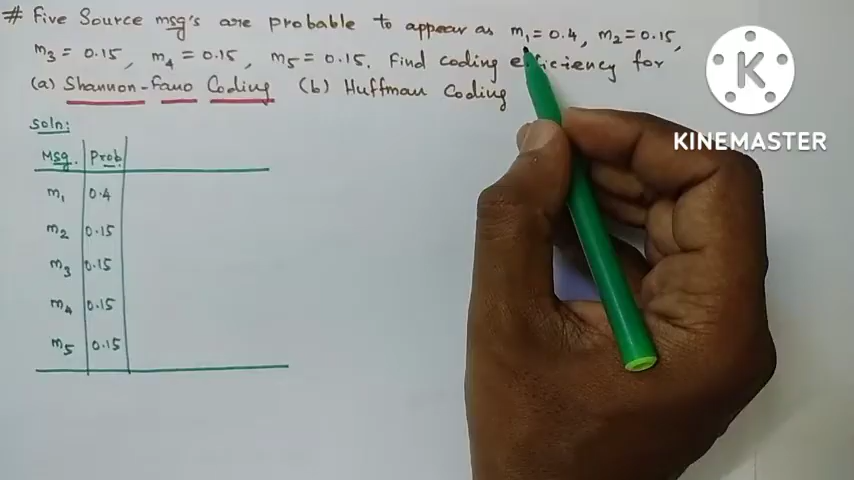 # Five Source msg's are probable to appear as m₁ = 0.4, m₂ = 0.15,
m₃ = 0.15, m₄ = 0.15, m₅ = 0.15. Find coding efficiency for
(a) Shannon-Fano Coding (b) Huffman Coding
K
KINEMASTER
Soln:
Msg. Prob
m₁ 0.4
m₂ 0.15
m₃ 0.15
m₄ 0.15
m₅ 0.15